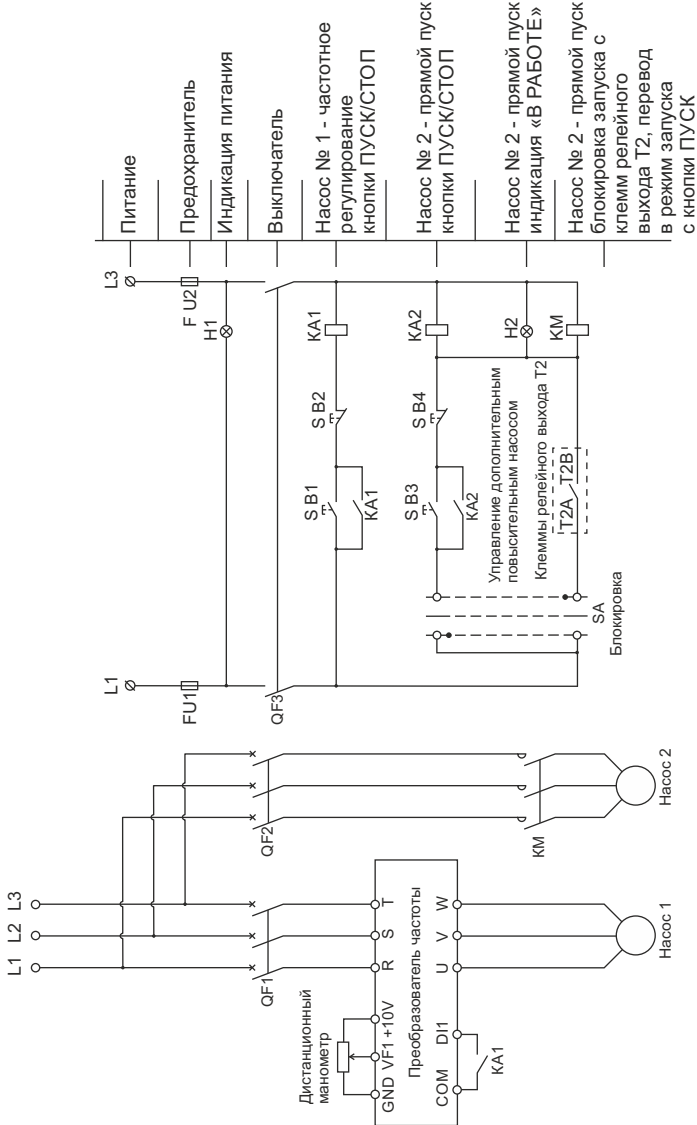 Питание
Предохранитель
Индикация питания
Выключатель
Насос № 1 - частотное
регулирование
кнопки ПУСК/СТОП
Насос № 2 - прямой пуск
кнопки ПУСК/СТОП
Насос № 2 - прямой пуск
индикация «В РАБОТЕ»
Насос № 2 - прямой пуск
блокировка запуска с
клемм релейного
выхода Т2, перевод
в режим запуска
с кнопки ПУСК
L3
F U2
H1
KA1
KA2
H2
KM
S B2
S B4
S B1
KA1
S B3
KA2
Управление дополнительным
повысительным насосом
Клеммы релейного выхода Т2
T2A T2B
SA
Блокировка
L1
FU1
QF3
L1 L2 L3
QF1
QF2
KM
Насос 2
Дистанционный
манометр
GND VF1 +10V R S T
Преобразователь частоты
COM DI1 U V W
KA1
Насос 1